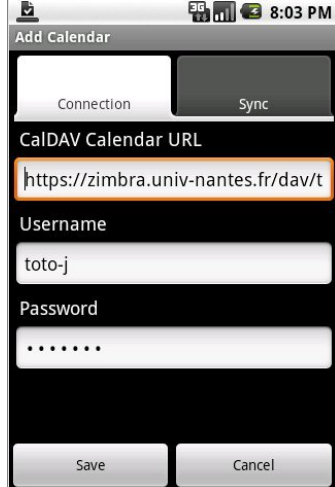 3G 8:03 PM
Add Calendar
Connection Sync
CalDAV Calendar URL
https://zimbra.univ-nantes.fr/dav/t
Username
toto-j
Password
•••••••
Save Cancel